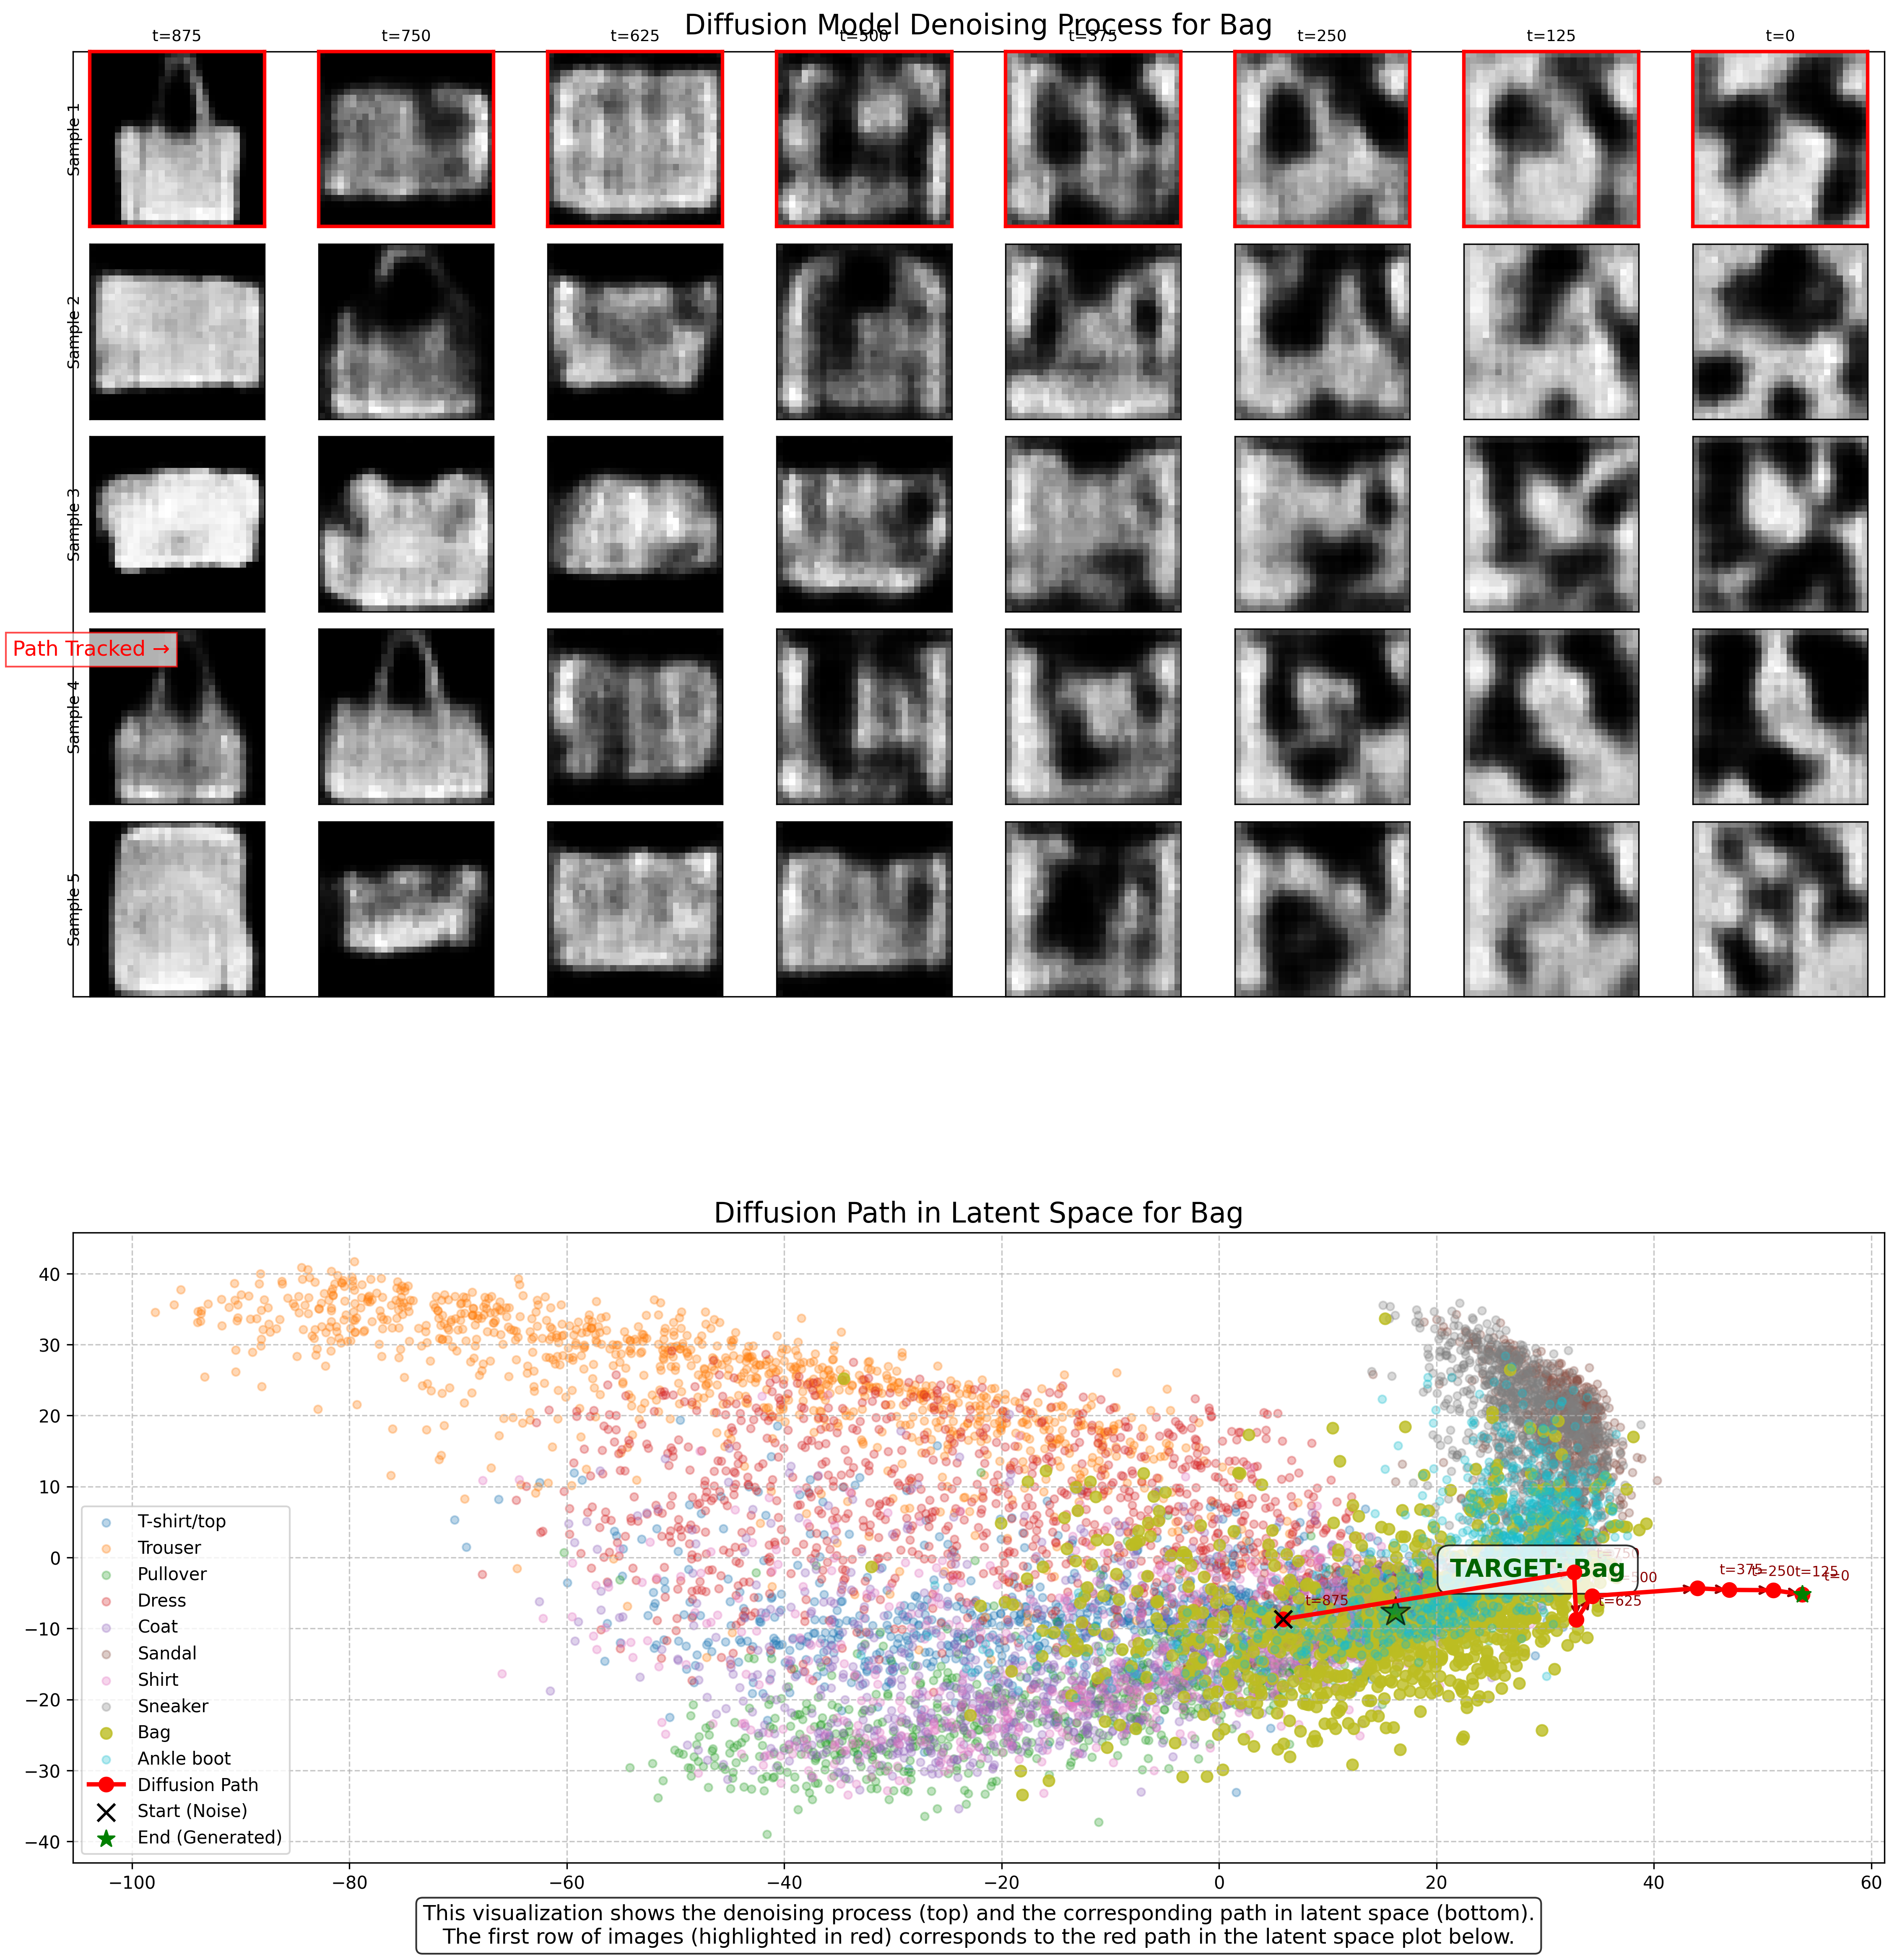 Diffusion Model Denoising Process for Bag
t=875
t=750
t=625
t=500
t=375
t=250
t=125
t=0
Sample 1
Sample 2
Sample 3
Path Tracked →
Sample 4
Sample 5
Diffusion Path in Latent Space for Bag
40
30
20
10
0
−10
−20
−30
−40
T-shirt/top
Trouser
Pullover
Dress
Coat
Sandal
Shirt
Sneaker
Bag
Ankle boot
Diffusion Path
Start (Noise)
End (Generated)
t=750
TARGET: Bag
t=875
t=500
t=625
t=375
t=250
t=125
t=0
−100
−80
−60
−40
−20
0
20
40
60
This visualization shows the denoising process (top) and the corresponding path in latent space (bottom).
The first row of images (highlighted in red) corresponds to the red path in the latent space plot below.